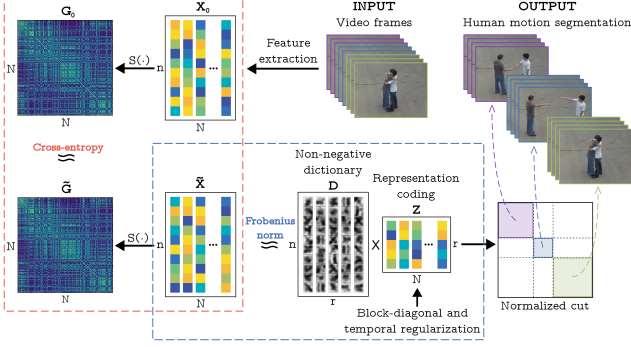 G₀
X₀
INPUT
OUTPUT
Video frames
Human motion segmentation
N
S(·)
n
···
Feature
extraction
N
N
Cross-entropy
≈
G̃
X̃
Non-negative
dictionary
D
Representation
coding
Z
N
S(·)
n
···
Frobenius
norm
≈
n
X
···
r
N
N
r
N
Block-diagonal and
temporal regularization
Normalized cut